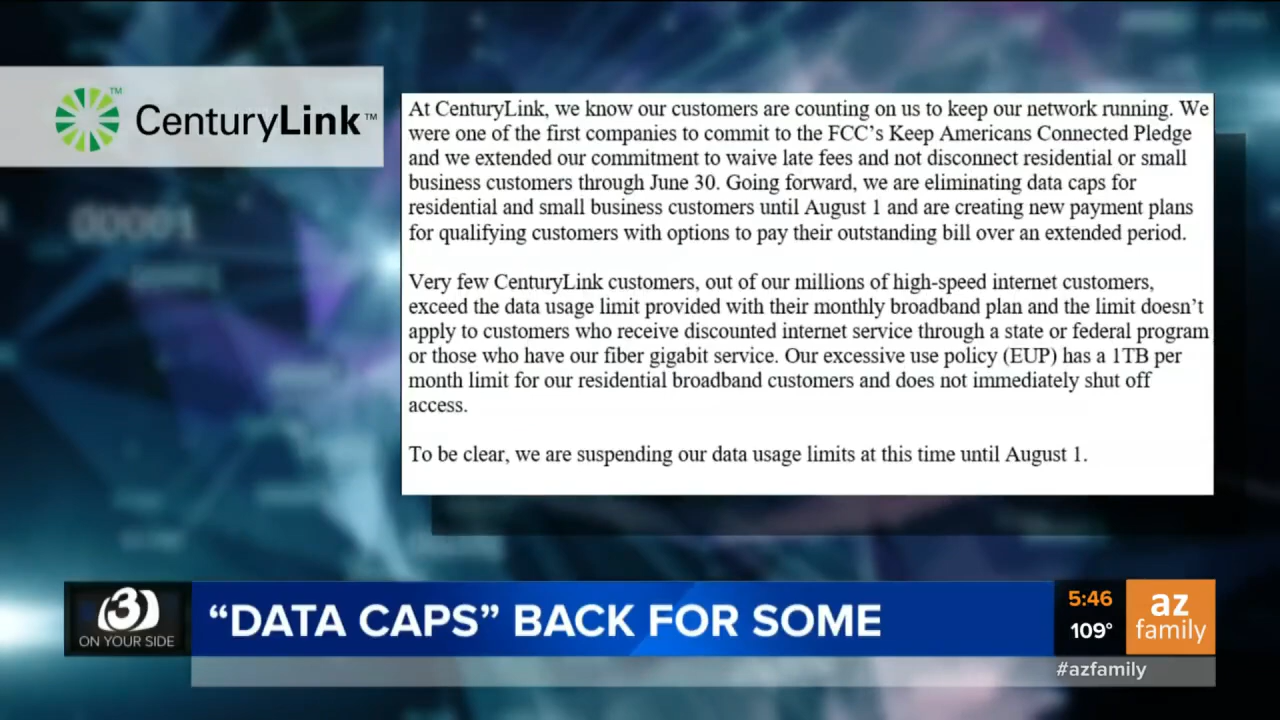 CenturyLink™
At CenturyLink, we know our customers are counting on us to keep our network running. We
were one of the first companies to commit to the FCC's Keep Americans Connected Pledge
and we extended our commitment to waive late fees and not disconnect residential or small
business customers through June 30. Going forward, we are eliminating data caps for
residential and small business customers until August 1 and are creating new payment plans
for qualifying customers with options to pay their outstanding bill over an extended period.
Very few CenturyLink customers, out of our millions of high-speed internet customers,
exceed the data usage limit provided with their monthly broadband plan and the limit doesn't
apply to customers who receive discounted internet service through a state or federal program
or those who have our fiber gigabit service. Our excessive use policy (EUP) has a 1TB per
month limit for our residential broadband customers and does not immediately shut off
access.
To be clear, we are suspending our data usage limits at this time until August 1.
3
ON YOUR SIDE
“DATA CAPS” BACK FOR SOME
5:46
109°
az
family
#azfamily